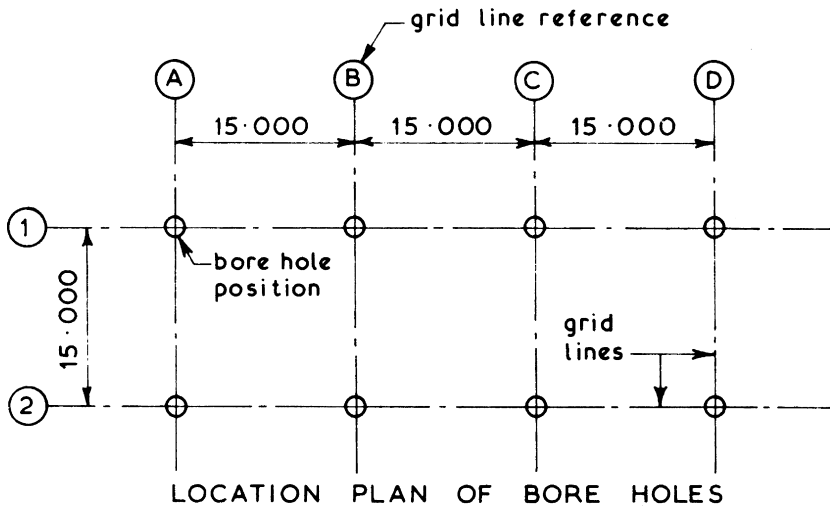 grid line reference
A B C D
15·000 15·000 15·000
1
bore hole
position
15·000
grid
lines
2
LOCATION PLAN OF BORE HOLES